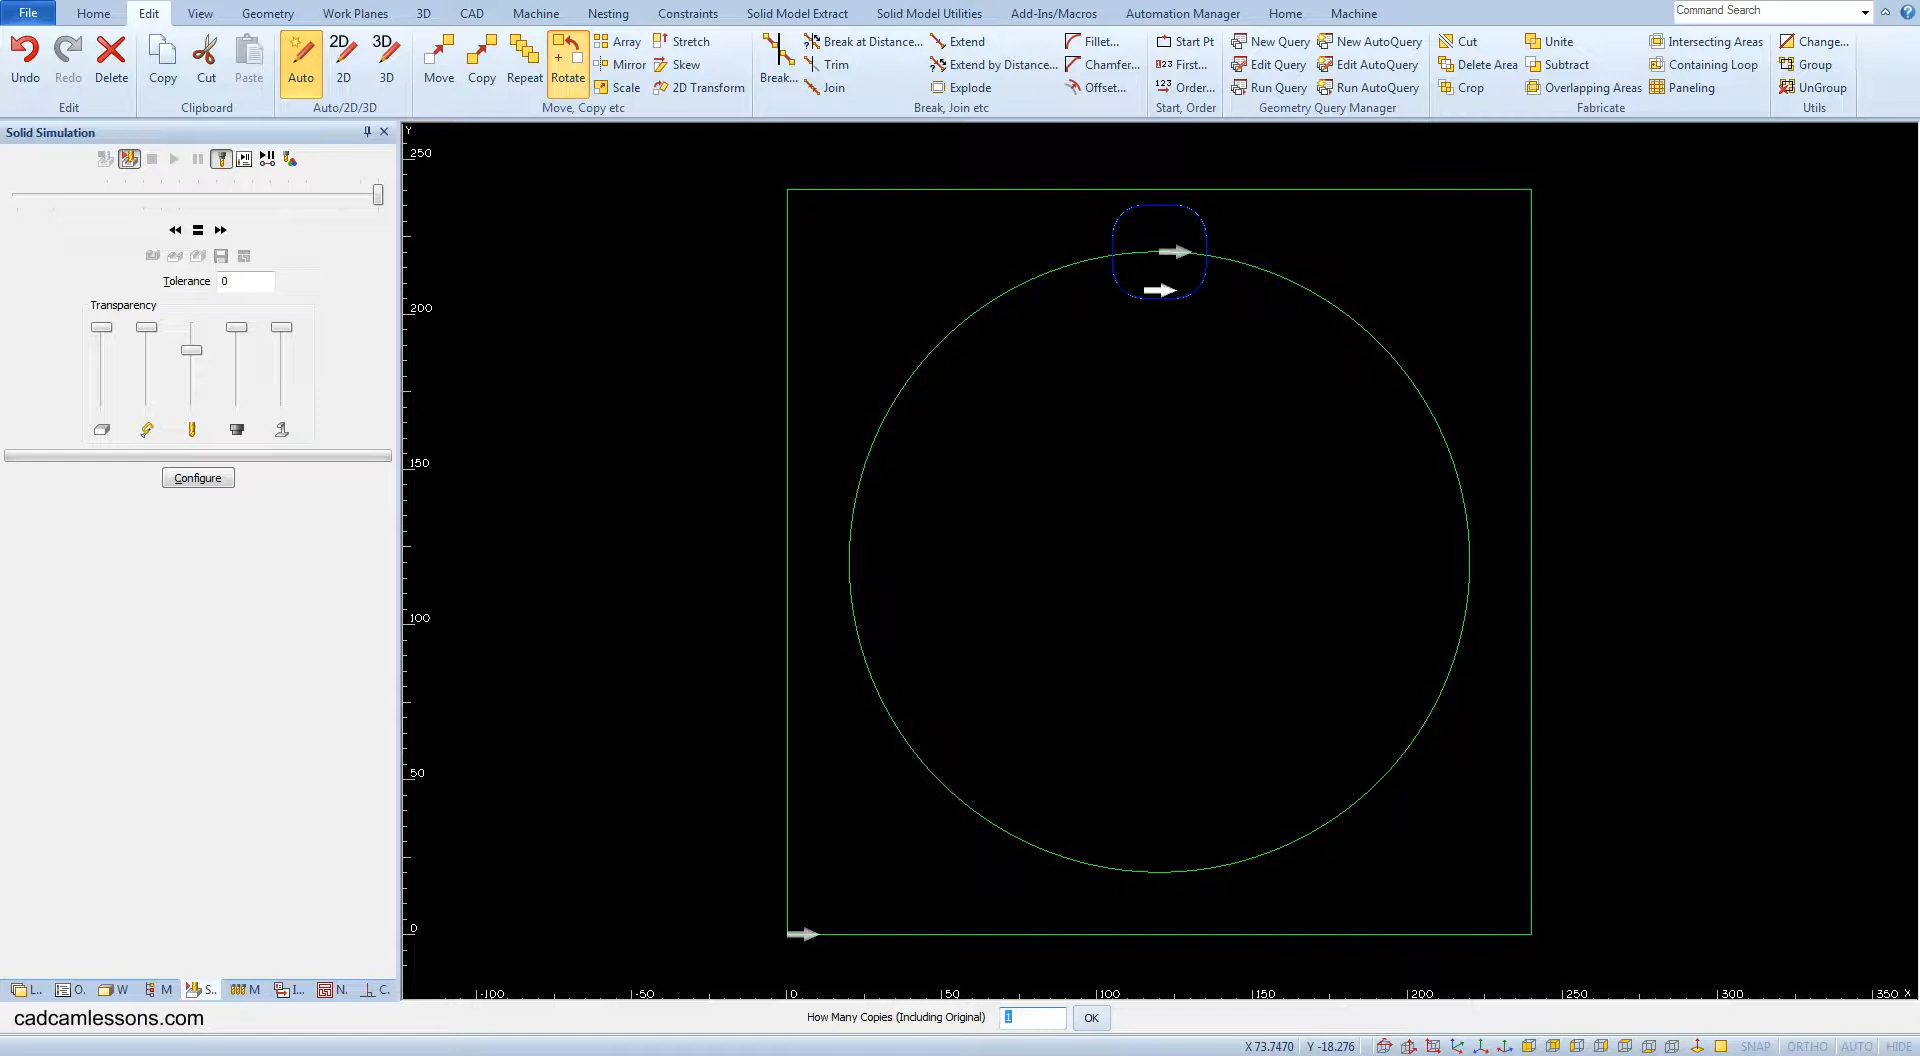 File Home Edit View Geometry Work Planes 3D CAD Machine Nesting Constraints Solid Model Extract Solid Model Utilities Add-Ins/Macros Automation Manager Home Machine Command Search
Undo Redo Delete
Edit
Copy Cut Paste
Clipboard
Auto 2D 3D
2D 3D
Auto/2D/3D
Move Copy Repeat Rotate
Array Stretch
Mirror Skew
Scale 2D Transform
Move, Copy etc
Break...
Break at Distance... Extend Fillet...
Trim Extend by Distance... Chamfer...
Join Explode Offset...
Break, Join etc
Start Pt
123 First...
123 Order...
Start, Order
New Query New AutoQuery
Edit Query Edit AutoQuery
Run Query Run AutoQuery
Geometry Query Manager
Cut Unite Intersecting Areas
Delete Area Subtract Containing Loop
Crop Overlapping Areas Paneling
Fabricate
Change...
Group
UnGroup
Utils
Solid Simulation
Tolerance 0
Transparency
Configure
L.. O. W M S.. M I... N. C.
Y
250
200
150
100
50
0
-100 -50 0 50 100 150 200 250 300 350 X
cadcamlessons.com
How Many Copies (Including Original) 1 OK
X 73.7470 Y -18.276 SNAP ORTHO AUTO HIDE